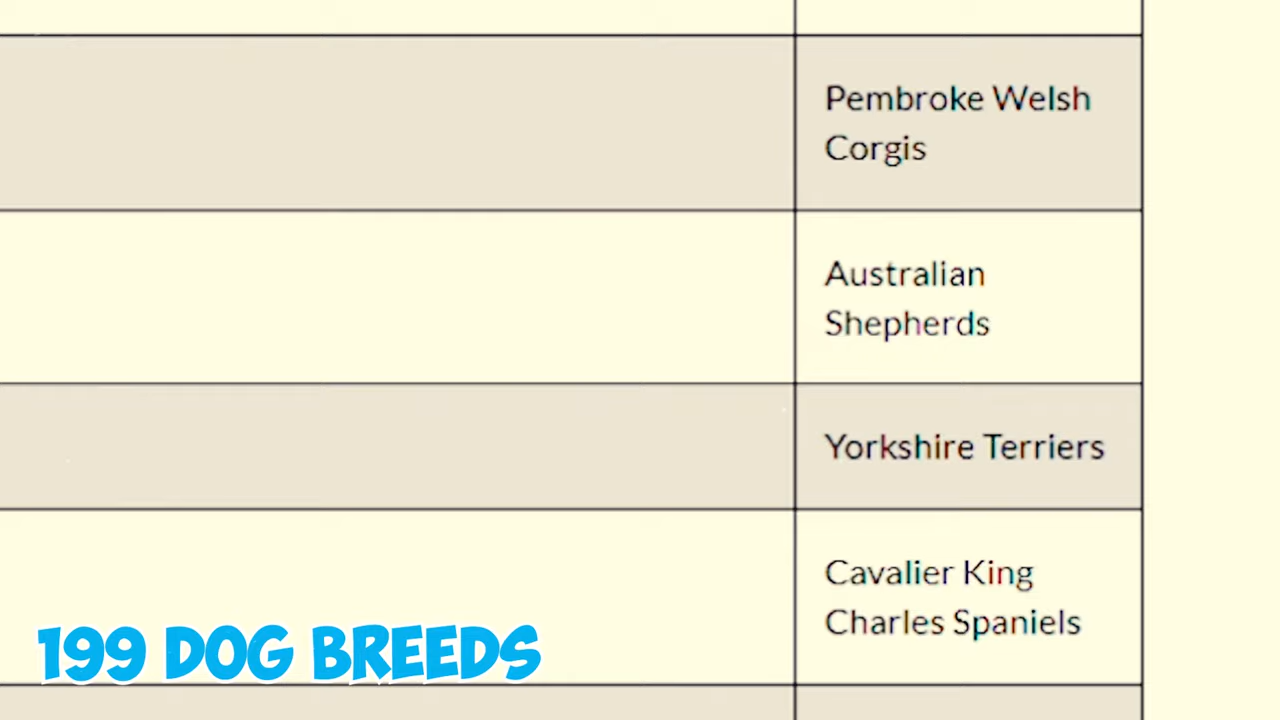 Pembroke Welsh
Corgis
Australian
Shepherds
Yorkshire Terriers
Cavalier King
Charles Spaniels
199 DOG BREEDS